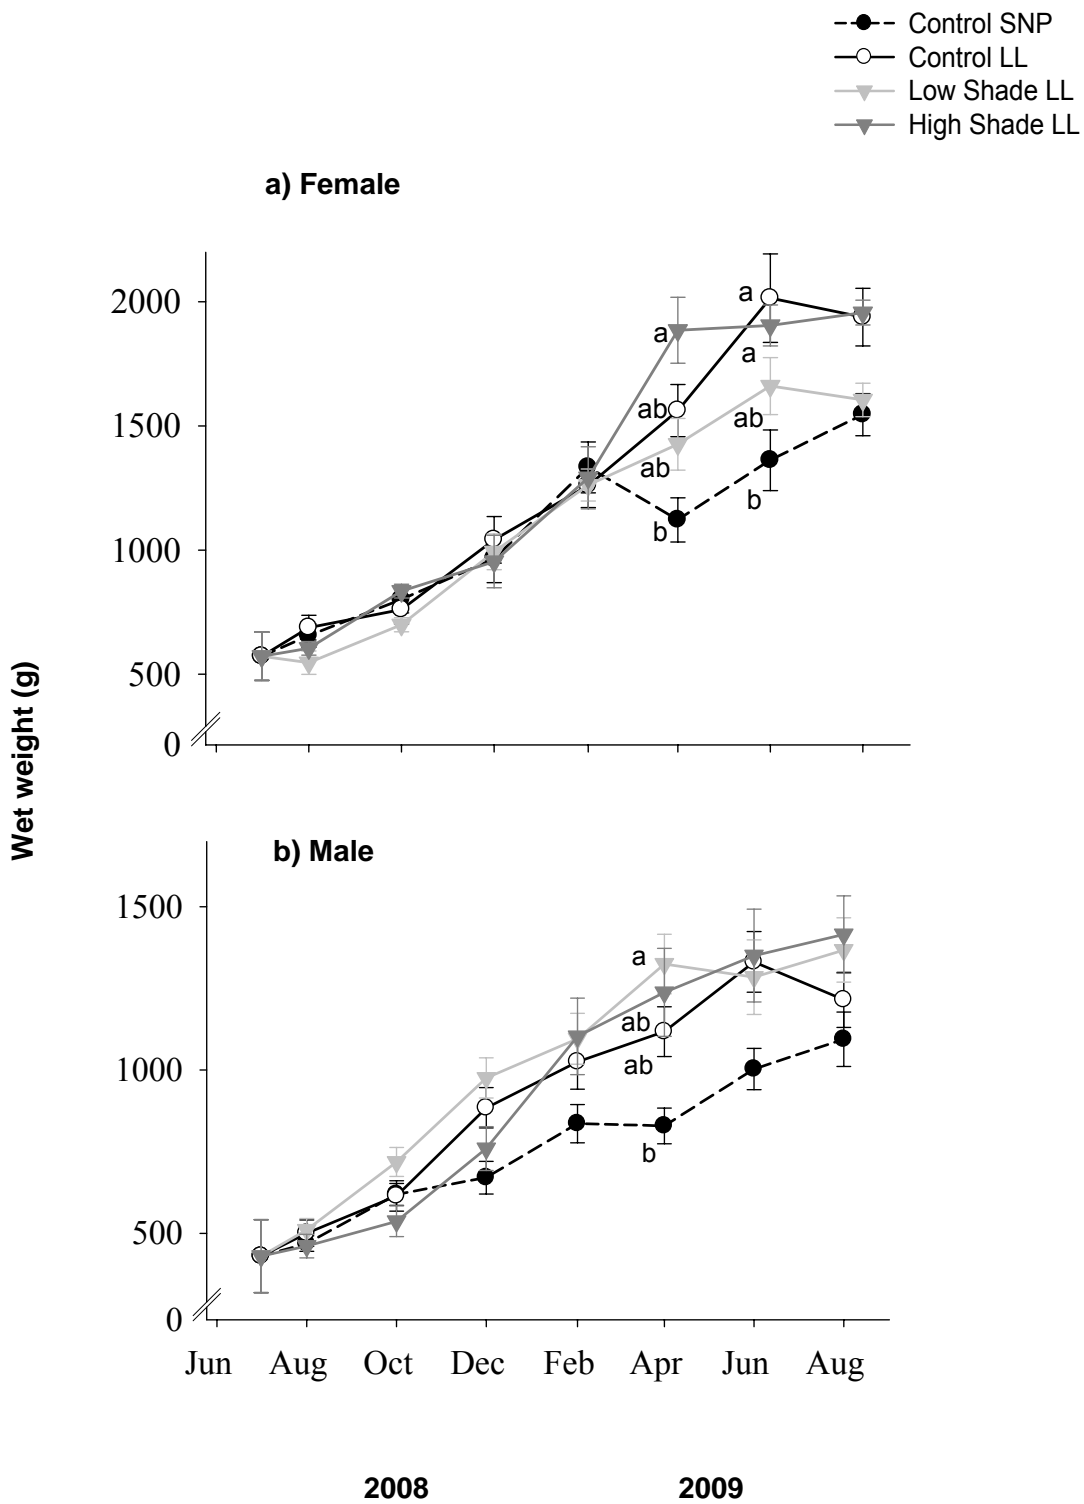 Control SNP
Control LL
Low Shade LL
High Shade LL
a) Female
2000
1500
1000
500
0
a
a
a
ab
ab
ab
b
b
Wet weight (g)
b) Male
1500
1000
500
0
a
ab
ab
b
Jun Aug Oct Dec Feb Apr Jun Aug
2008 2009